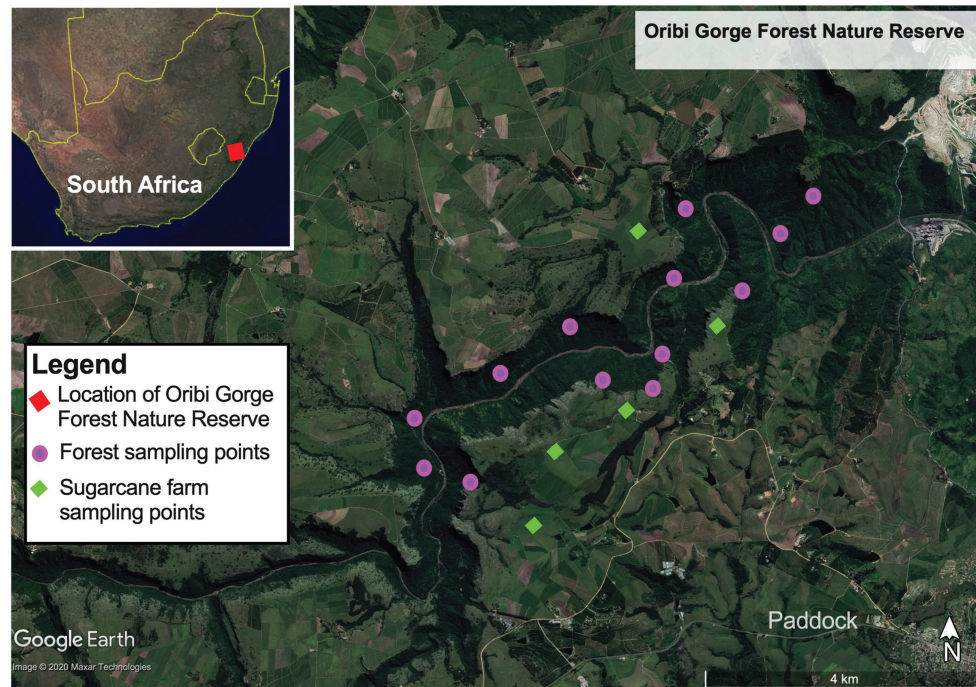 Oribi Gorge Forest Nature Reserve
South Africa
Legend
Location of Oribi Gorge
Forest Nature Reserve
Forest sampling points
Sugarcane farm
sampling points
Paddock
Google Earth
Image © 2020 Maxar Technologies
N
4 km